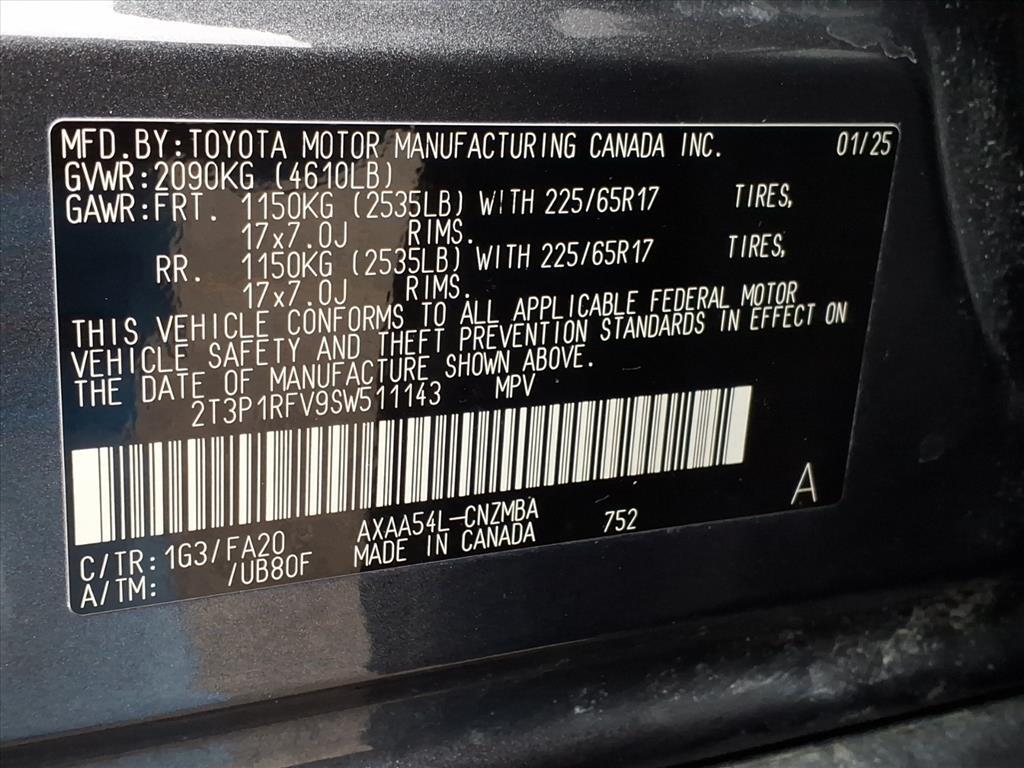 MFD.BY:TOYOTA MOTOR MANUFACTURING CANADA INC. 01/25
GVWR:2090KG (4610LB)
GAWR:FRT. 1150KG (2535LB) WITH 225/65R17 TIRES,
17x7.0J RIMS.
RR. 1150KG (2535LB) WITH 225/65R17 TIRES,
17x7.0J RIMS.
THIS VEHICLE CONFORMS TO ALL APPLICABLE FEDERAL MOTOR
VEHICLE SAFETY AND THEFT PREVENTION STANDARDS IN EFFECT ON
THE DATE OF MANUFACTURE SHOWN ABOVE.
2T3P1RFV9SW511143 MPV
A
C/TR: 1G3/FA20 AXAA54L-CNZMBA 752
A/TM: /UB80F MADE IN CANADA